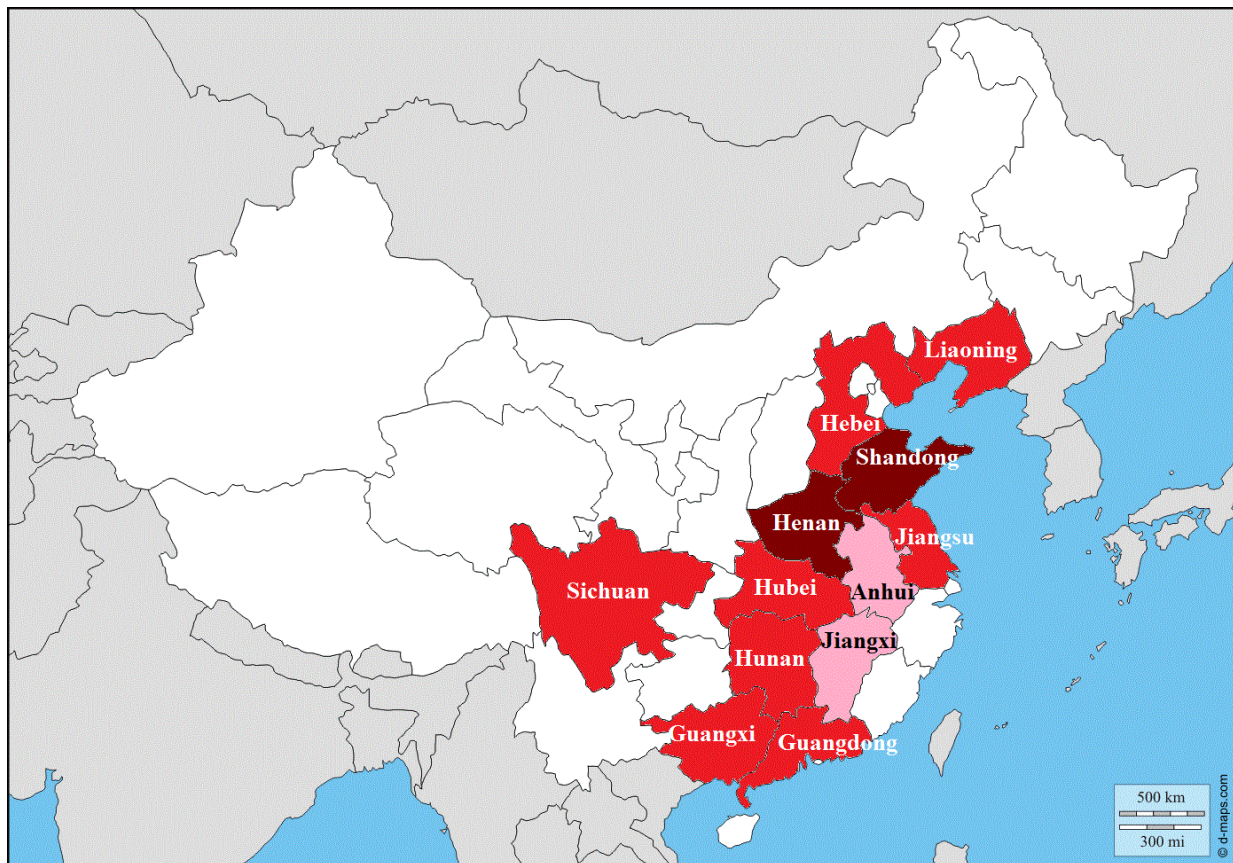 Liaoning
Hebei
Shandong
Henan
Jiangsu
Sichuan
Hubei
Anhui
Jiangxi
Hunan
Guangxi
Guangdong
500 km
300 mi
© d-maps.com